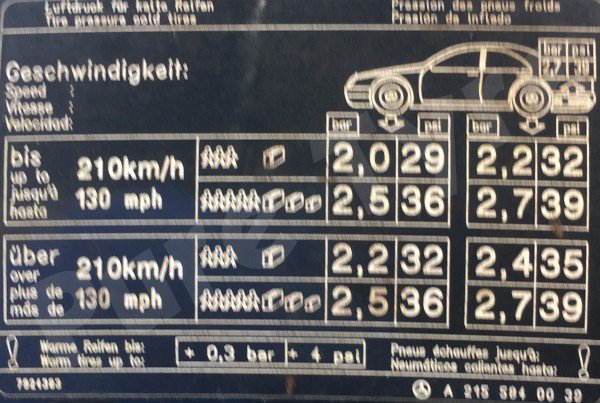 Luftdruck für kalte Reifen Pression des pneus froids
Tire pressure cold tires Pressión de inflado
bar psi
2,7 39
Geschwindigkeit:
Speed :
Vitesse :
Velocidad:
bar psi bar psi
bis
up to
jusqu'à
hasta
210km/h
130 mph
2,0 29 2,2 32
2,5 36 2,7 39
über
over
plus de
más de
210km/h
130 mph
2,2 32 2,4 35
2,5 36 2,7 39
Warme Reifen bis: + 0,3 bar + 4 psi Pneus échauffes jusqu'à:
Warm tires up to: Neumáticos calientes hasta:
A 215 584 00 39